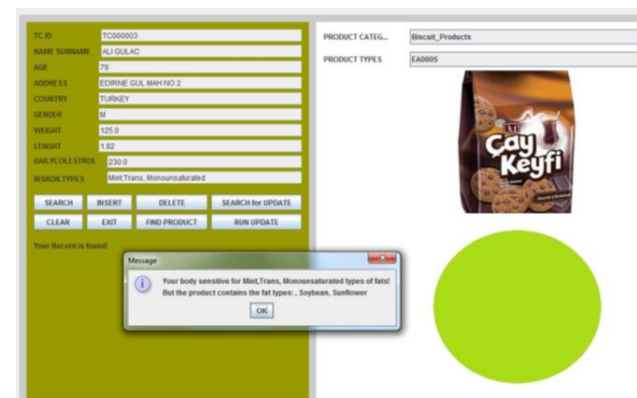 TC ID TC000003
NAME SURNAME ALI GULAC
AGE 79
ADDRESS EDIRNE GUL MAH NO 2
COUNTRY TURKEY
GENDER M
WEIGHT 125.0
LENGHT 1.82
DAILYCOLESTROL 230.0
RISKOILTYPES Mint,Trans, Monounsaturated
SEARCH INSERT DELETE SEARCH for UPDATE
CLEAR EXIT FIND PRODUCT RUN UPDATE
Your Record is found!
PRODUCT CATEG... Biscuit_Products
PRODUCT TYPES EA0005
ETİ
Çay
Keyfi
Message
Your body sensitive for Mint,Trans, Monounsaturated types of fats!
But the product contains the fat types: , Soybean, Sunflower
OK